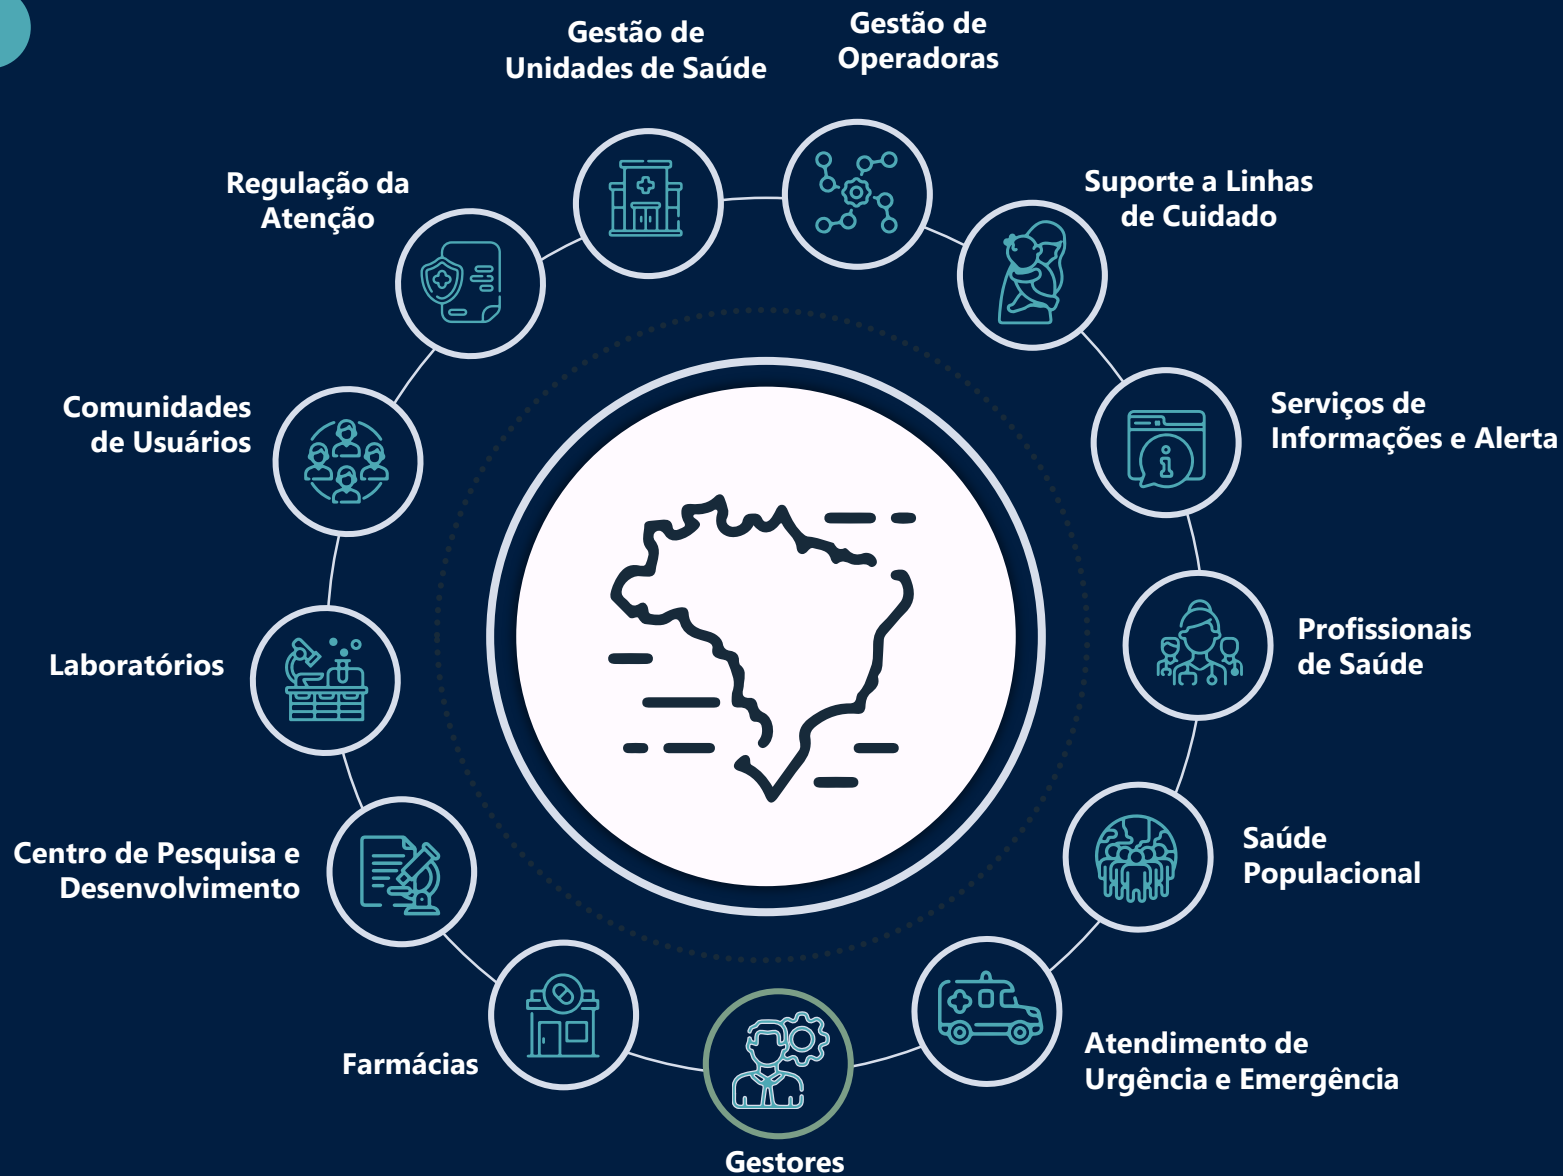 Gestão de
Unidades de Saúde
Gestão de
Operadoras
Regulação da
Atenção
Suporte a Linhas
de Cuidado
Comunidades
de Usuários
Serviços de
Informações e Alerta
Laboratórios
Profissionais
de Saúde
Centro de Pesquisa e
Desenvolvimento
Saúde
Populacional
Farmácias
Atendimento de
Urgência e Emergência
Gestores